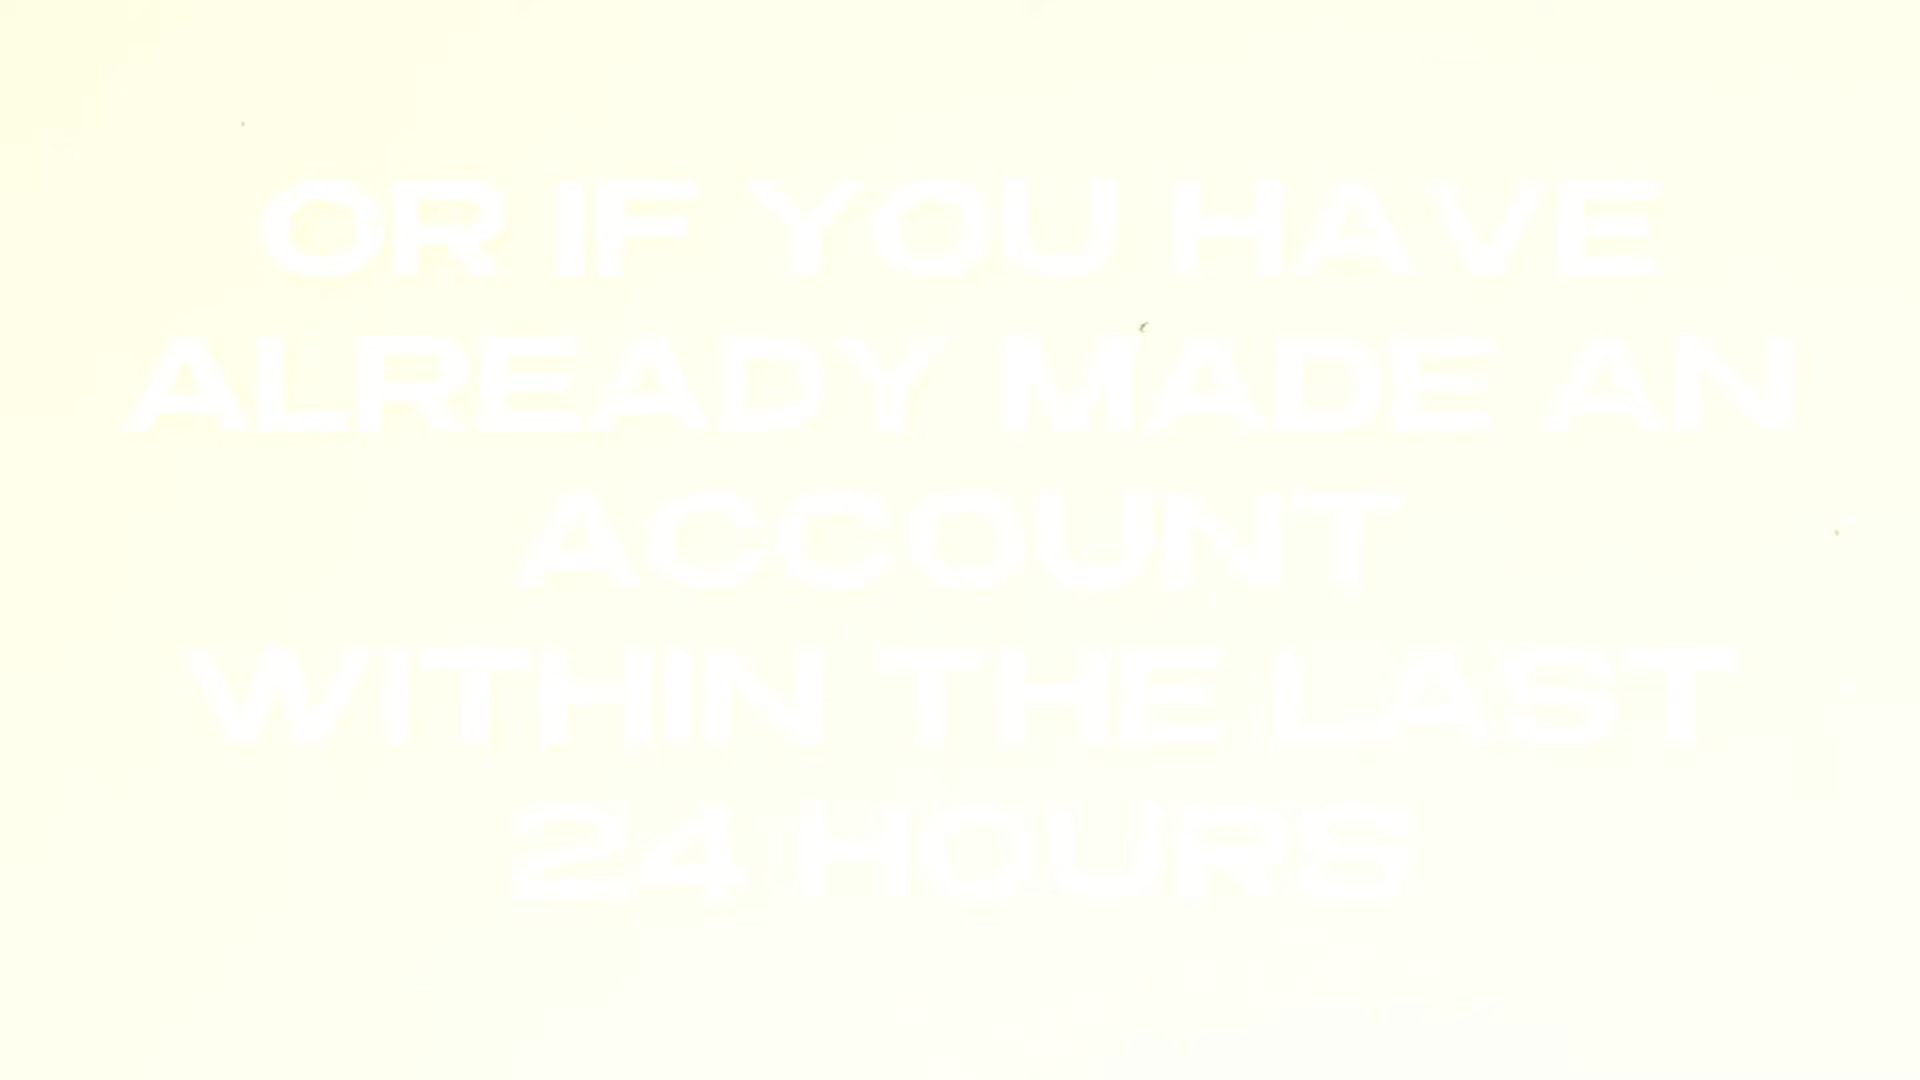 OR IF YOU HAVE
ALREADY MADE AN
ACCOUNT
WITHIN THE LAST
24 HOURS